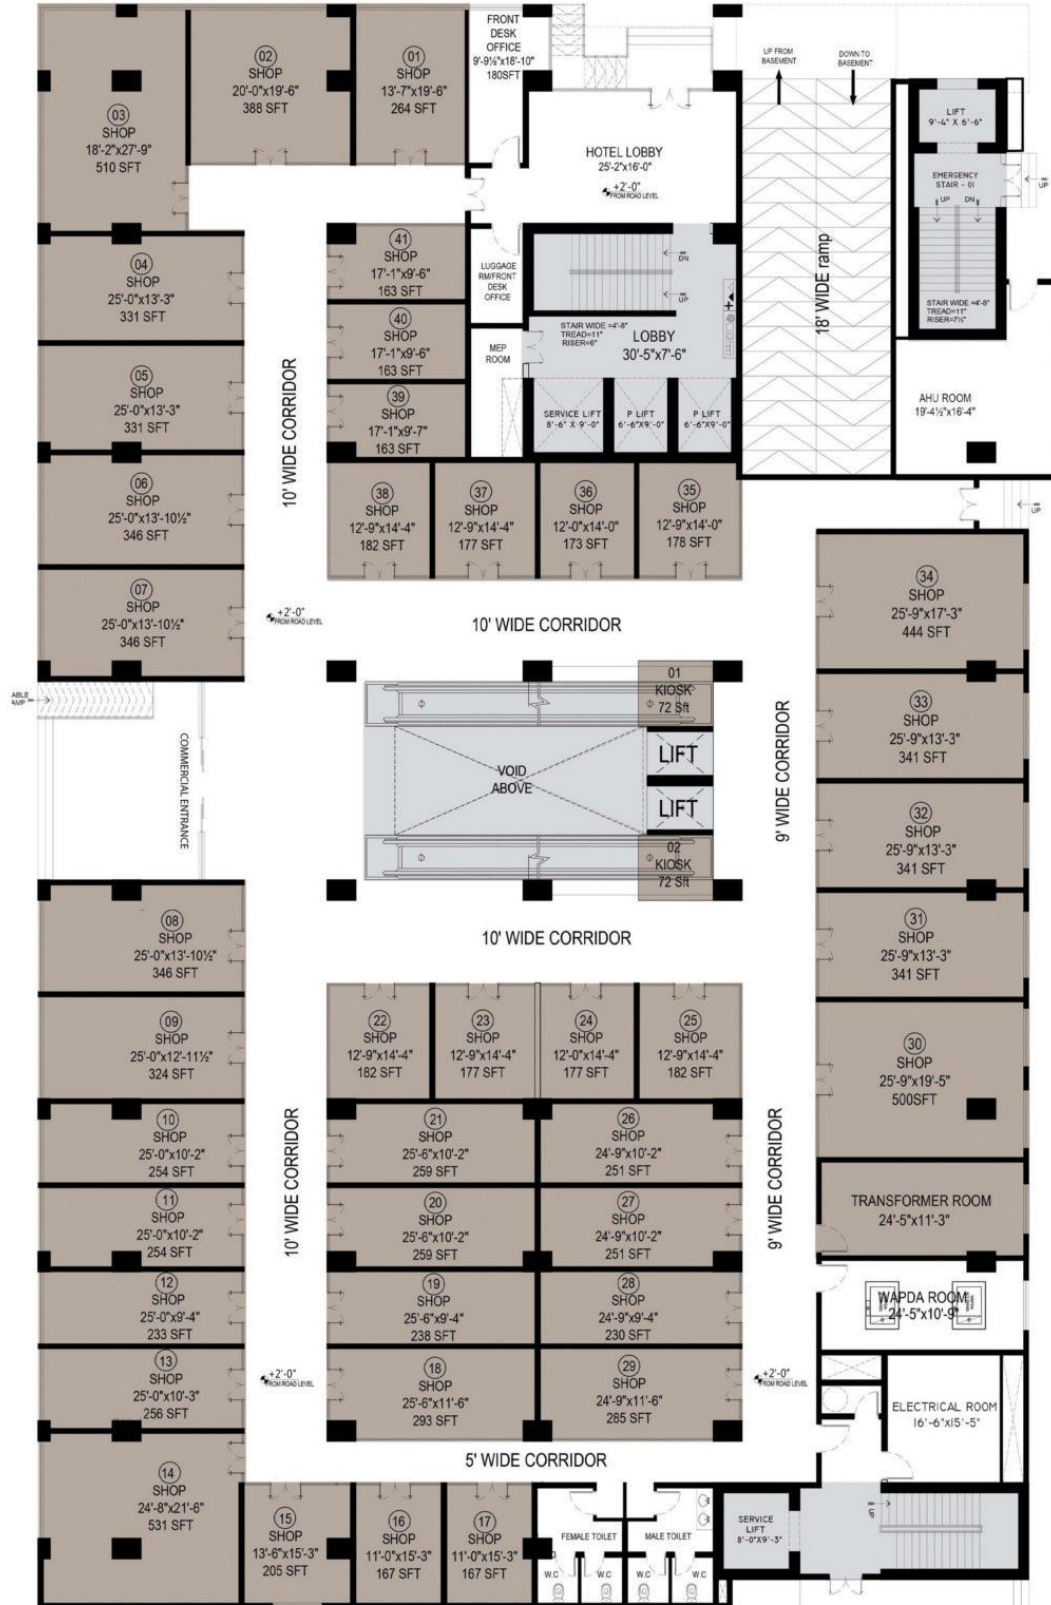 03
SHOP
18'-2"x27'-9"
510 SFT
02
SHOP
20'-0"x19'-6"
388 SFT
01
SHOP
13'-7"x19'-6"
264 SFT
FRONT
DESK
OFFICE
9'-9½"x18'-10"
180SFT
HOTEL LOBBY
25'-2"x16'-0"
+2'-0"
FROM ROAD LEVEL
UP FROM
BASEMENT
DOWN TO
BASEMENT
18' WIDE ramp
LIFT
9'-4" X 6'-6"
EMERGENCY
STAIR - 01
UP
DN
UP
STAIR WIDE =4'-8"
TREAD=11"
RISER=7½"
AHU ROOM
19'-4½"x16'-4"
UP
04
SHOP
25'-0"x13'-3"
331 SFT
05
SHOP
25'-0"x13'-3"
331 SFT
06
SHOP
25'-0"x13'-10½"
346 SFT
07
SHOP
25'-0"x13'-10½"
346 SFT
10' WIDE CORRIDOR
41
SHOP
17'-1"x9'-6"
163 SFT
40
SHOP
17'-1"x9'-6"
163 SFT
39
SHOP
17'-1"x9'-7"
163 SFT
LUGGAGE
RM/FRONT
DESK
OFFICE
MEP
ROOM
DN
UP
STAIR WIDE =4'-8"
TREAD=11"
RISER=6"
LOBBY
30'-5"x7'-6"
SERVICE LIFT
8'-6" X 9'-0"
P LIFT
6'-6"X9'-0"
P LIFT
6'-6"X9'-0"
38
SHOP
12'-9"x14'-4"
182 SFT
37
SHOP
12'-9"x14'-4"
177 SFT
36
SHOP
12'-0"x14'-0"
173 SFT
35
SHOP
12'-9"x14'-0"
178 SFT
+2'-0"
FROM ROAD LEVEL
10' WIDE CORRIDOR
34
SHOP
25'-9"x17'-3"
444 SFT
33
SHOP
25'-9"x13'-3"
341 SFT
32
SHOP
25'-9"x13'-3"
341 SFT
31
SHOP
25'-9"x13'-3"
341 SFT
30
SHOP
25'-9"x19'-5"
500SFT
9' WIDE CORRIDOR
ABLE
AMP
COMMERCIAL ENTRANCE
01
KIOSK
72 Sft
LIFT
VOID
ABOVE
LIFT
02
KIOSK
72 Sft
10' WIDE CORRIDOR
08
SHOP
25'-0"x13'-10½"
346 SFT
09
SHOP
25'-0"x12'-11½"
324 SFT
10
SHOP
25'-0"x10'-2"
254 SFT
11
SHOP
25'-0"x10'-2"
254 SFT
12
SHOP
25'-0"x9'-4"
233 SFT
13
SHOP
25'-0"x10'-3"
256 SFT
14
SHOP
24'-8"x21'-6"
531 SFT
10' WIDE CORRIDOR
+2'-0"
FROM ROAD LEVEL
22
SHOP
12'-9"x14'-4"
182 SFT
23
SHOP
12'-9"x14'-4"
177 SFT
24
SHOP
12'-0"x14'-4"
177 SFT
25
SHOP
12'-9"x14'-4"
182 SFT
21
SHOP
25'-6"x10'-2"
259 SFT
26
SHOP
24'-9"x10'-2"
251 SFT
20
SHOP
25'-6"x10'-2"
259 SFT
27
SHOP
24'-9"x10'-2"
251 SFT
19
SHOP
25'-6"x9'-4"
238 SFT
28
SHOP
24'-9"x9'-4"
230 SFT
18
SHOP
25'-6"x11'-6"
293 SFT
29
SHOP
24'-9"x11'-6"
285 SFT
9' WIDE CORRIDOR
+2'-0"
FROM ROAD LEVEL
TRANSFORMER ROOM
24'-5"x11'-3"
WAPDA ROOM
24'-5"x10'-9"
ELECTRICAL ROOM
16'-6"X15'-5"
5' WIDE CORRIDOR
15
SHOP
13'-6"x15'-3"
205 SFT
16
SHOP
11'-0"x15'-3"
167 SFT
17
SHOP
11'-0"x15'-3"
167 SFT
FEMALE TOILET
MALE TOILET
W.C
W.C
W.C
W.C
SERVICE
LIFT
8'-0"X9'-3"
UP